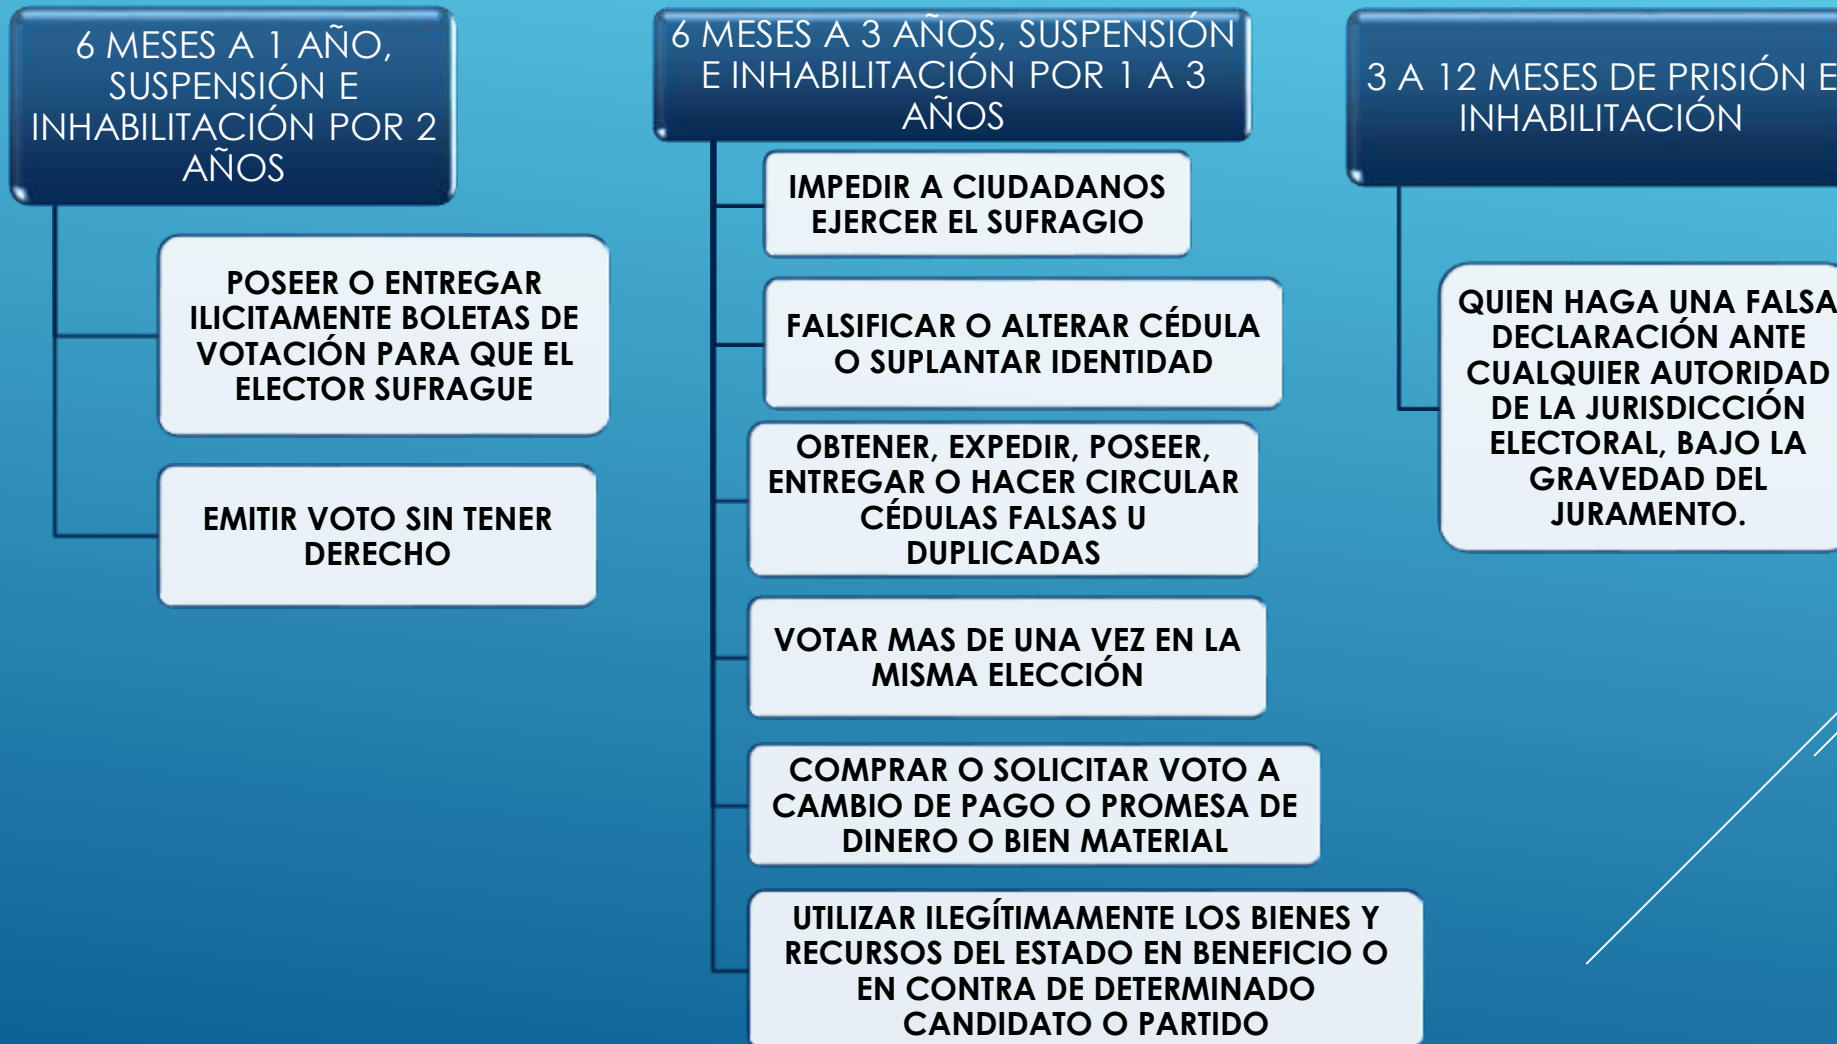 6 MESES A 1 AÑO,
SUSPENSIÓN E
INHABILITACIÓN POR 2
AÑOS
POSEER O ENTREGAR
ILICITAMENTE BOLETAS DE
VOTACIÓN PARA QUE EL
ELECTOR SUFRAGUE
EMITIR VOTO SIN TENER
DERECHO
6 MESES A 3 AÑOS, SUSPENSIÓN
E INHABILITACIÓN POR 1 A 3
AÑOS
IMPEDIR A CIUDADANOS
EJERCER EL SUFRAGIO
FALSIFICAR O ALTERAR CÉDULA
O SUPLANTAR IDENTIDAD
OBTENER, EXPEDIR, POSEER,
ENTREGAR O HACER CIRCULAR
CÉDULAS FALSAS U
DUPLICADAS
VOTAR MAS DE UNA VEZ EN LA
MISMA ELECCIÓN
COMPRAR O SOLICITAR VOTO A
CAMBIO DE PAGO O PROMESA DE
DINERO O BIEN MATERIAL
UTILIZAR ILEGÍTIMAMENTE LOS BIENES Y
RECURSOS DEL ESTADO EN BENEFICIO O
EN CONTRA DE DETERMINADO
CANDIDATO O PARTIDO
3 A 12 MESES DE PRISIÓN E
INHABILITACIÓN
QUIEN HAGA UNA FALSA
DECLARACIÓN ANTE
CUALQUIER AUTORIDAD
DE LA JURISDICCIÓN
ELECTORAL, BAJO LA
GRAVEDAD DEL
JURAMENTO.